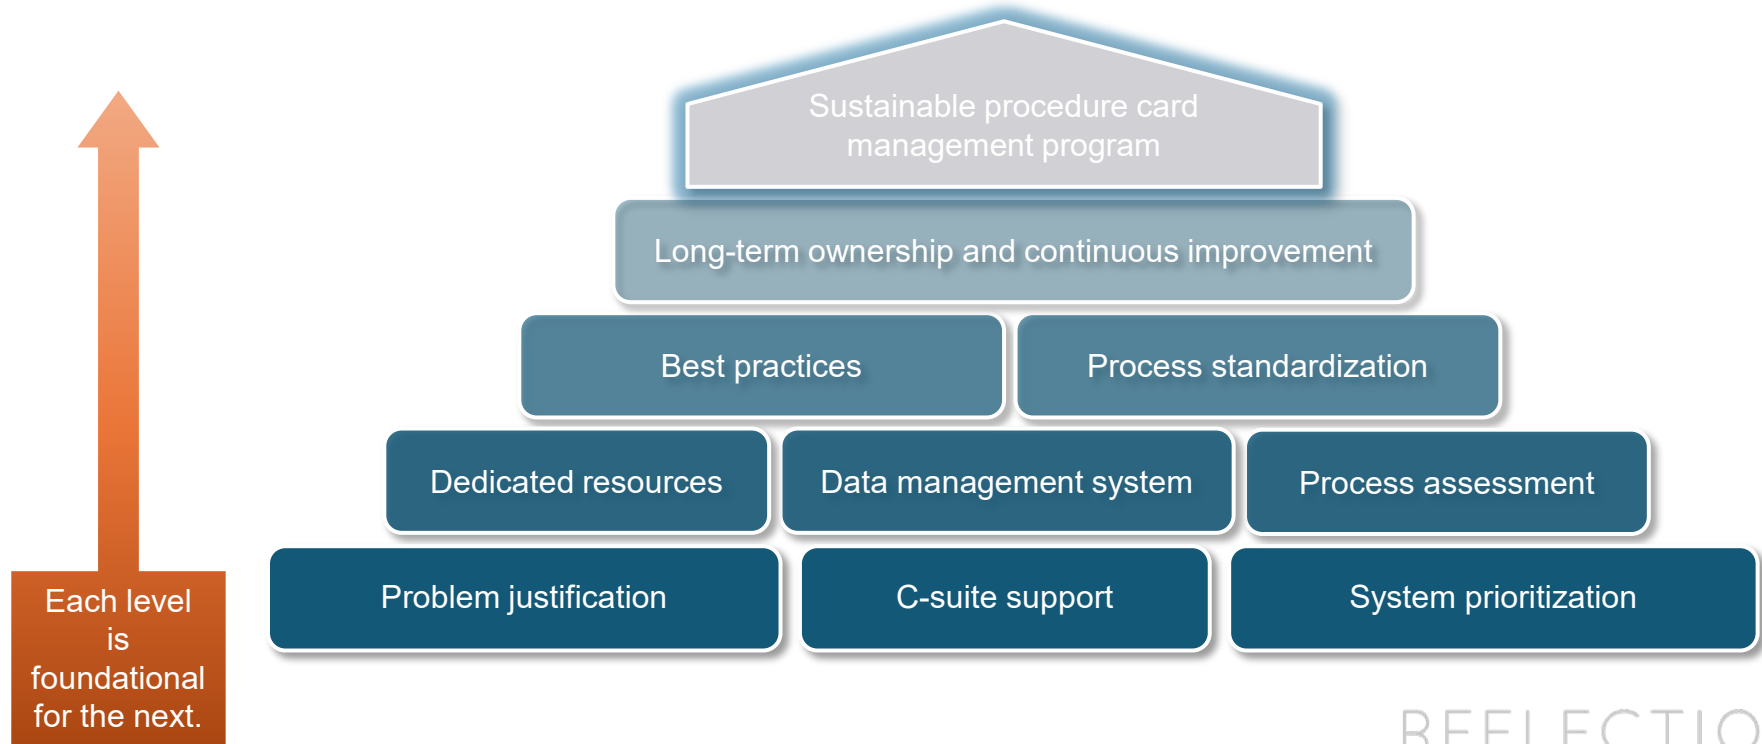 Sustainable procedure card
management program
Long-term ownership and continuous improvement
Best practices
Process standardization
Dedicated resources
Data management system
Process assessment
Problem justification
C-suite support
System prioritization
Each level
is
foundational
for the next.
REFLECTIO